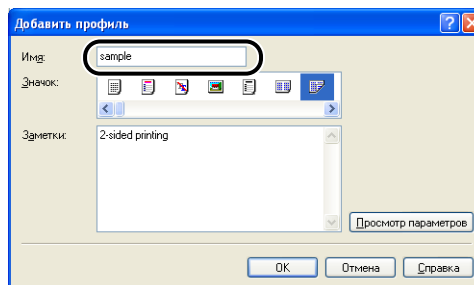 Добавить профиль
Имя: sample
Значок:
Заметки: 2-sided printing
Просмотр параметров
OK Отмена Справка